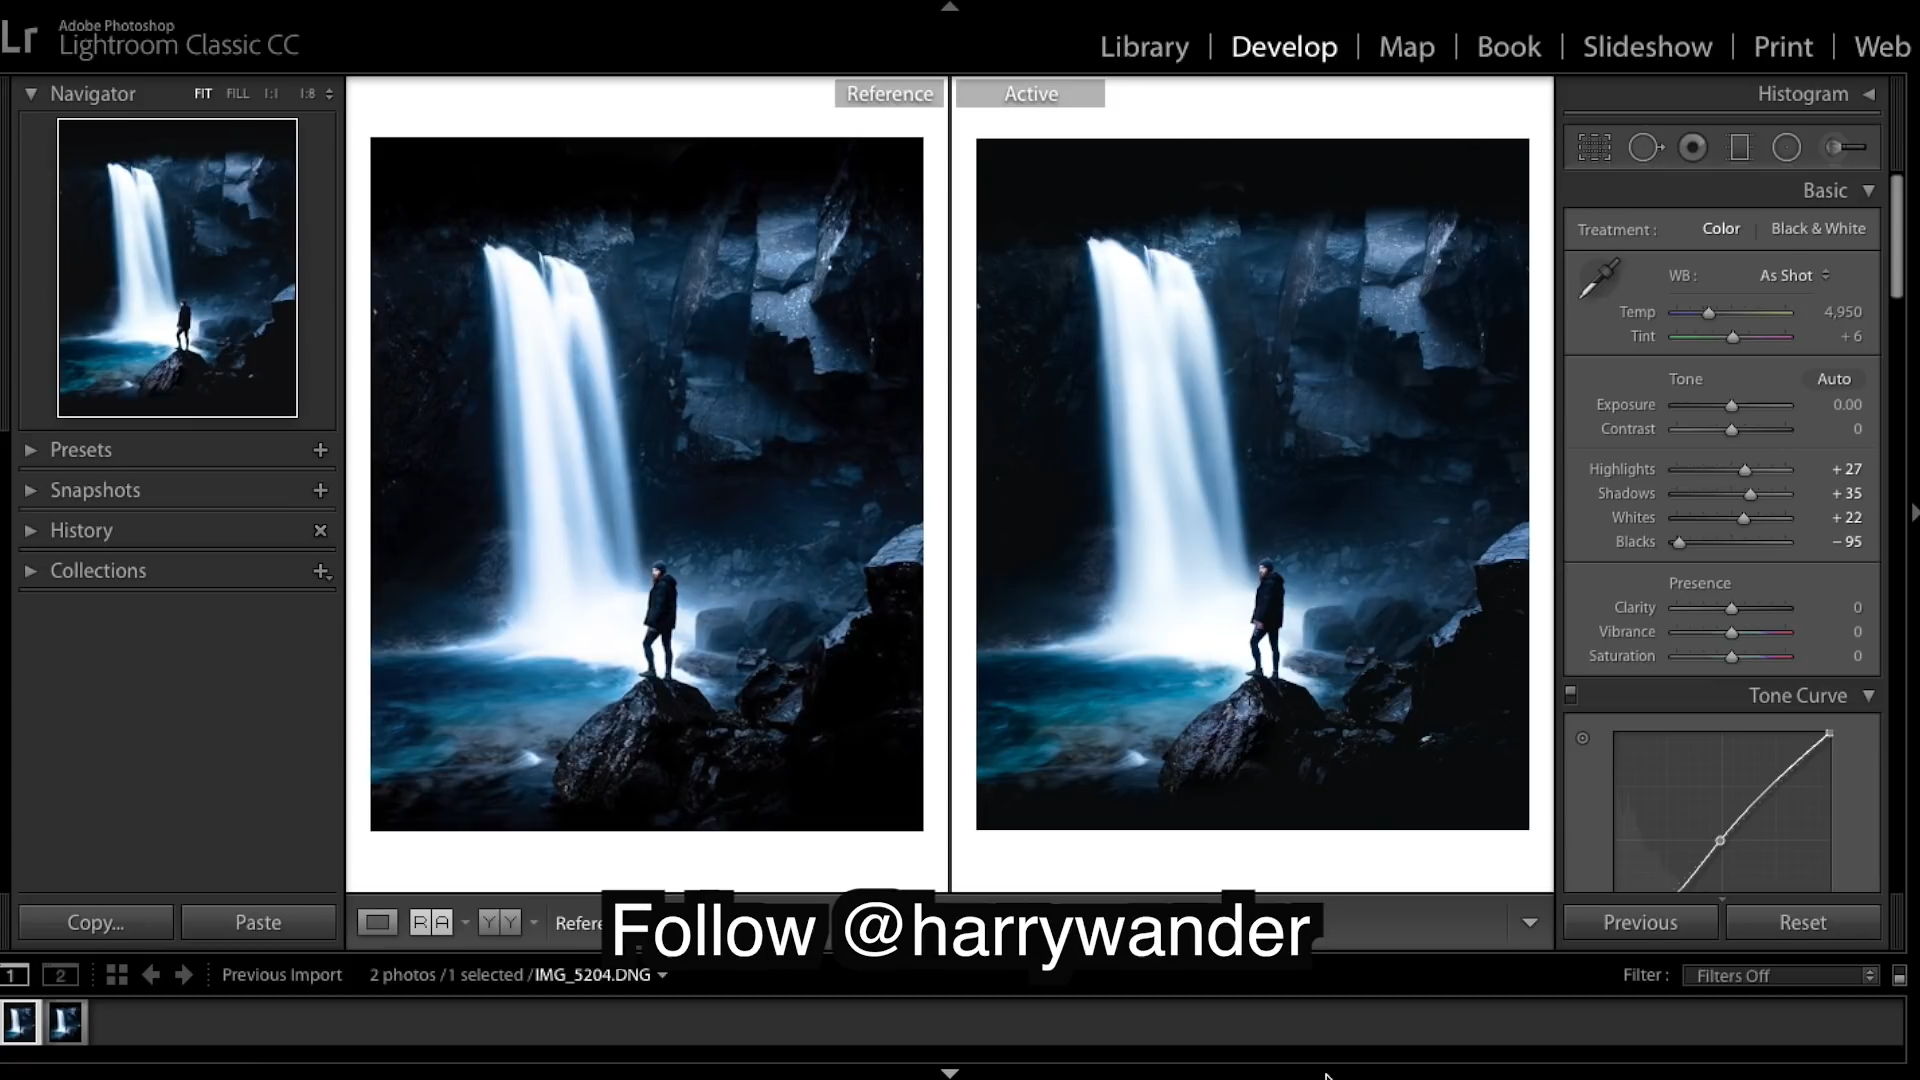 Lr
Adobe Photoshop
Lightroom Classic CC
Library | Develop | Map | Book | Slideshow | Print | Web
Navigator FIT FILL 1:1 1:8
Presets
Snapshots
History
Collections
Copy... Paste
Reference
Active
Histogram
Basic
Treatment : Color Black & White
WB : As Shot
Temp 4,950
Tint + 6
Tone Auto
Exposure 0.00
Contrast 0
Highlights + 27
Shadows + 35
Whites + 22
Blacks – 95
Presence
Clarity 0
Vibrance 0
Saturation 0
Tone Curve
Previous Reset
R A Y Y Refere
Follow @harrywander
1 2 Previous Import 2 photos / 1 selected / IMG_5204.DNG
Filter : Filters Off